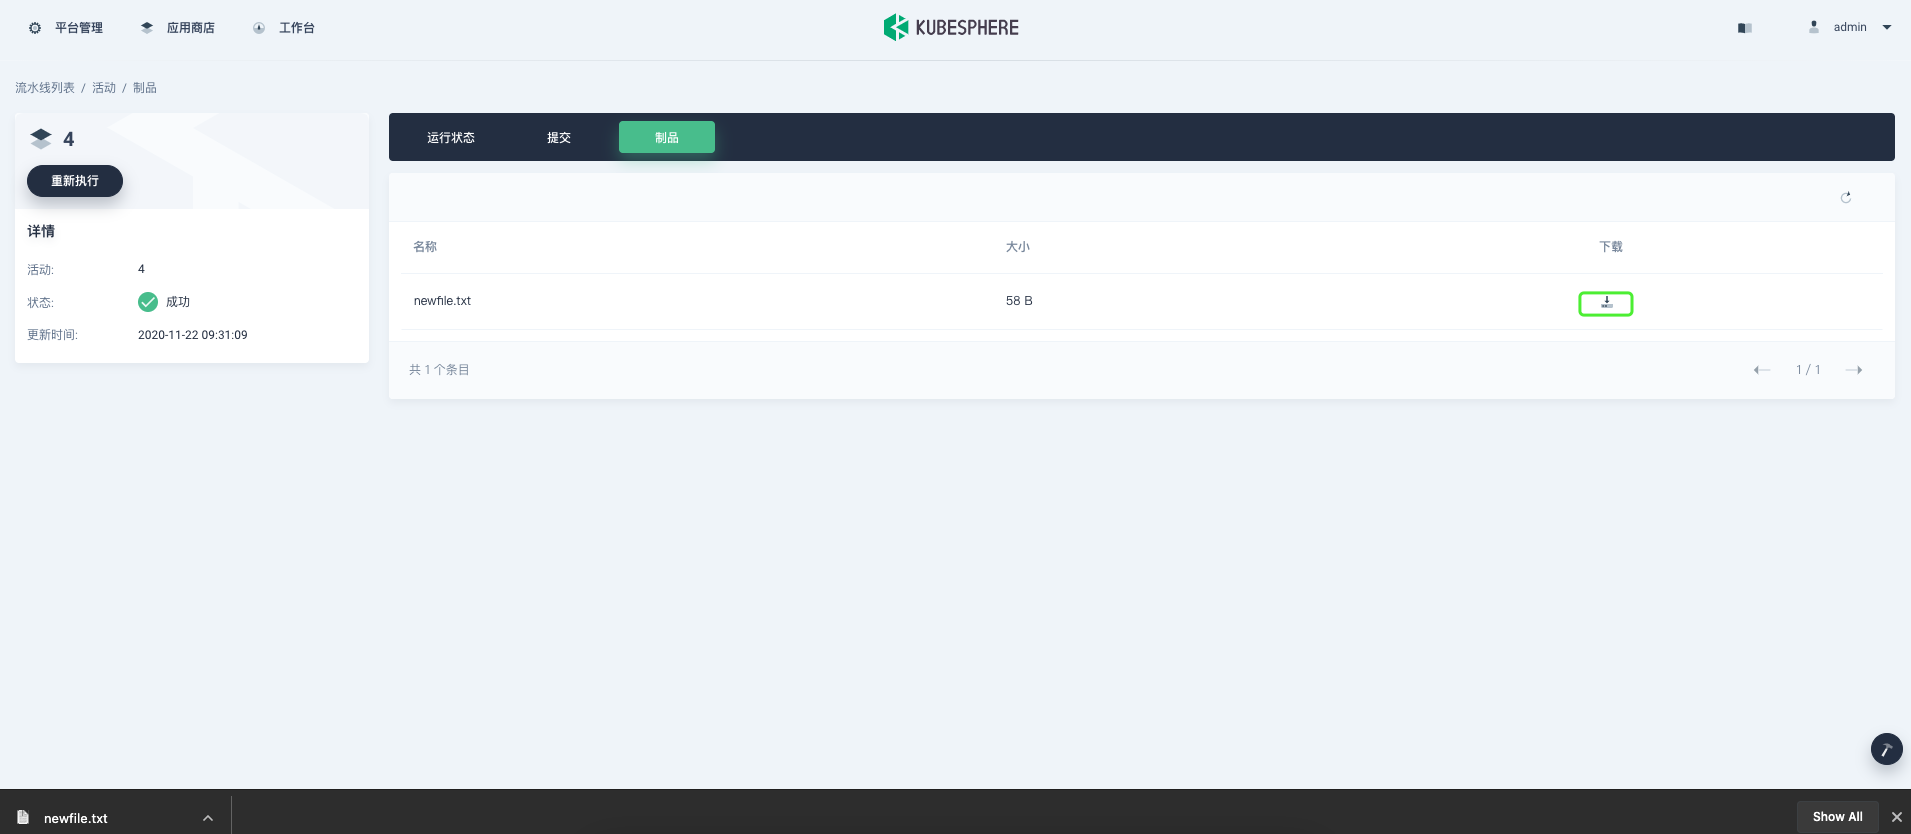 平台管理 应用商店 工作台 KUBESPHERE admin
流水线列表 / 活动 / 制品
4
重新执行
详情
活动: 4
状态: 成功
更新时间: 2020-11-22 09:31:09
运行状态 提交 制品
名称 大小 下载
newfile.txt 58 B
共 1 个条目 1 / 1
newfile.txt Show All